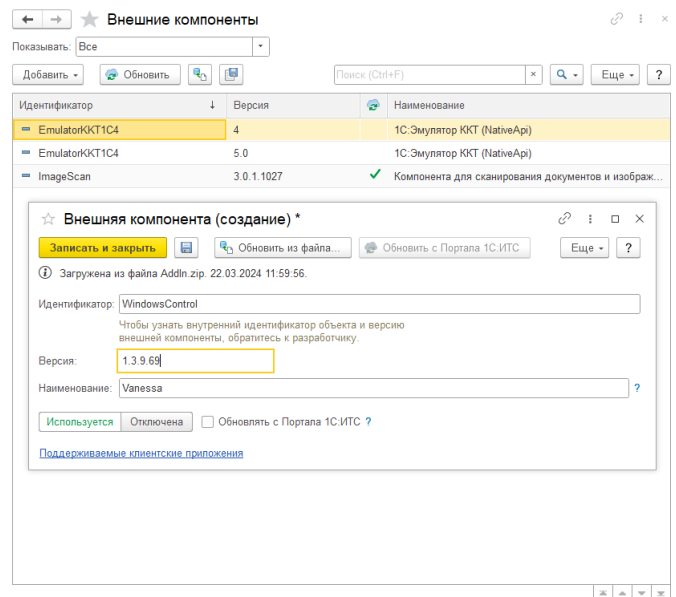 Внешние компоненты
Показывать: Все
Добавить Обновить Поиск (Ctrl+F) × Еще ?
Идентификатор ↓ Версия Наименование
EmulatorKKT1C4 4 1С:Эмулятор ККТ (NativeApi)
EmulatorKKT1C4 5.0 1С:Эмулятор ККТ (NativeApi)
ImageScan 3.0.1.1027 Компонента для сканирования документов и изображ...
Внешняя компонента (создание) *
Записать и закрыть Обновить из файла... Обновить с Портала 1С:ИТС Еще ?
Загружена из файла AddIn.zip. 22.03.2024 11:59:56.
Идентификатор: WindowsControl
Чтобы узнать внутренний идентификатор объекта и версию
внешней компоненты, обратитесь к разработчику.
Версия: 1.3.9.69
Наименование: Vanessa ?
Используется Отключена Обновлять с Портала 1С:ИТС ?
Поддерживаемые клиентские приложения